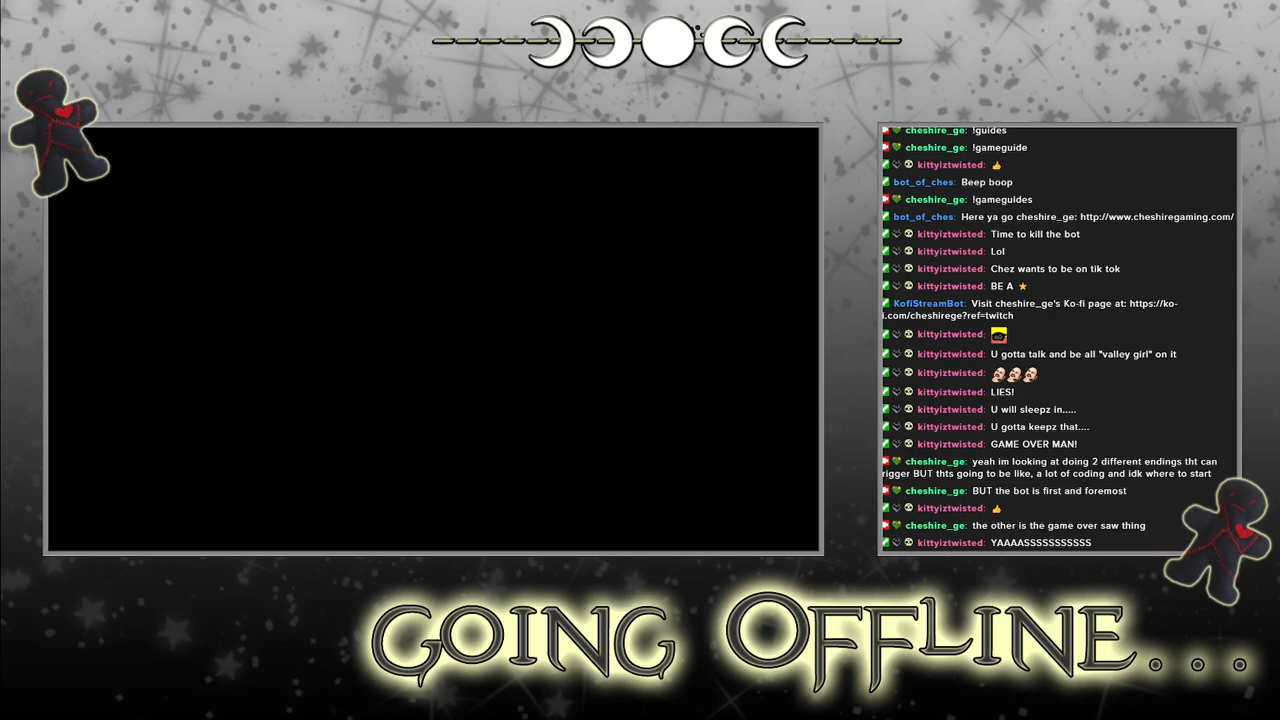 cheshire_ge: !guides
cheshire_ge: !gameguide
kittyiztwisted:
bot_of_ches: Beep boop
cheshire_ge: !gameguides
bot_of_ches: Here ya go cheshire_ge: http://www.cheshiregaming.com/
kittyiztwisted: Time to kill the bot
kittyiztwisted: Lol
kittyiztwisted: Chez wants to be on tik tok
kittyiztwisted: BE A
KofiStreamBot: Visit cheshire_ge's Ko-fi page at: https://ko-
i.com/cheshirege?ref=twitch
kittyiztwisted:
kittyiztwisted: U gotta talk and be all "valley girl" on it
kittyiztwisted:
kittyiztwisted: LIES!
kittyiztwisted: U will sleepz in.....
kittyiztwisted: U gotta keepz that....
kittyiztwisted: GAME OVER MAN!
cheshire_ge: yeah im looking at doing 2 different endings tht can
rigger BUT thts going to be like, a lot of coding and idk where to start
cheshire_ge: BUT the bot is first and foremost
kittyiztwisted:
cheshire_ge: the other is the game over saw thing
kittyiztwisted: YAAAASSSSSSSSSSS
Going Offline...